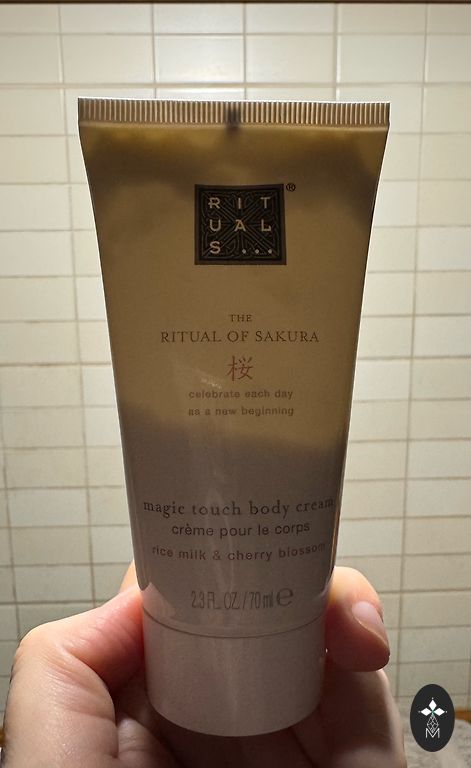 RIT
UAL
S...
®
THE
RITUAL OF SAKURA
桜
celebrate each day
as a new beginning
magic touch body cream
crème pour le corps
rice milk & cherry blossom
2.3 FL. OZ. / 70 ml ℮
M